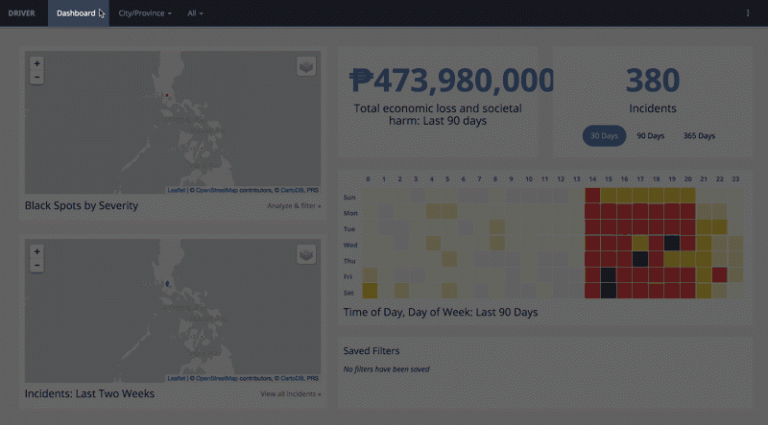 DRIVER Dashboard City/Province All
+
−
Leaflet | © OpenStreetMap contributors, © CartoDB, PRS
Black Spots by Severity Analyze & filter »
₱473,980,000
Total economic loss and societal
harm: Last 90 days
380
Incidents
30 Days 90 Days 365 Days
0 1 2 3 4 5 6 7 8 9 10 11 12 13 14 15 16 17 18 19 20 21 22 23
Sun
Mon
Tue
Wed
Thu
Fri
Sat
Time of Day, Day of Week: Last 90 Days
+
−
Leaflet | © OpenStreetMap contributors, © CartoDB, PRS
Incidents: Last Two Weeks View all incidents »
Saved Filters
No filters have been saved